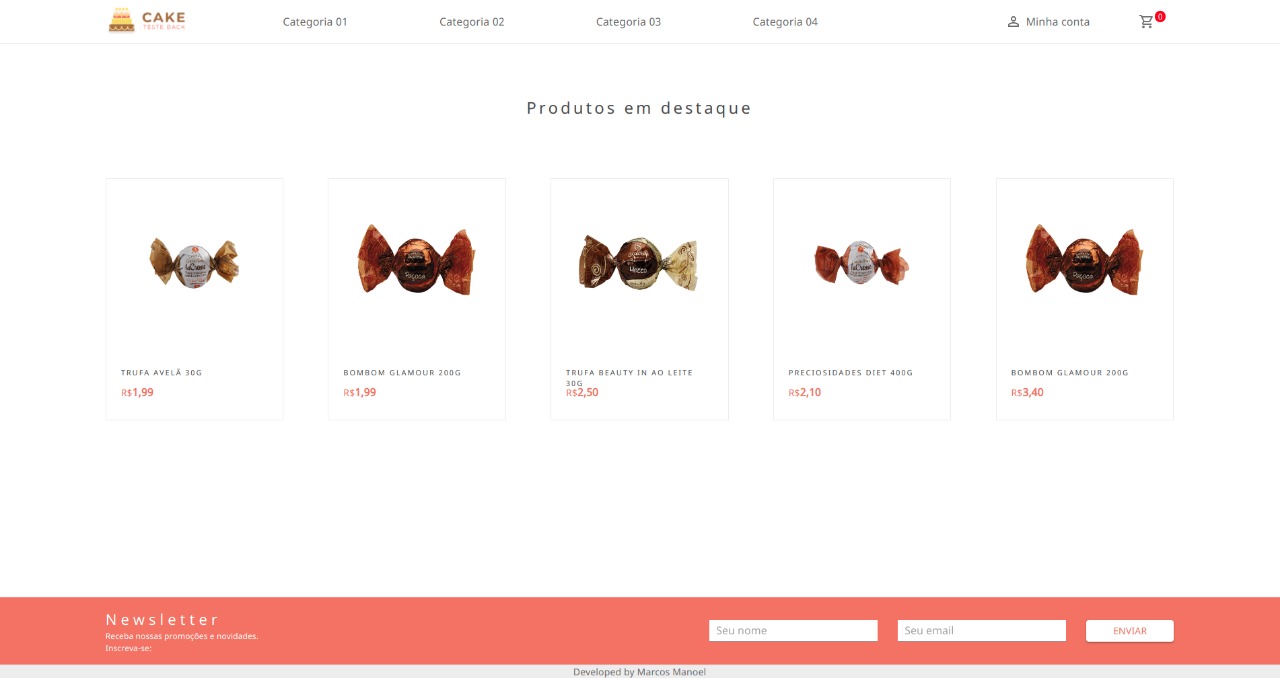 CAKE
TESTE BACK
Categoria 01
Categoria 02
Categoria 03
Categoria 04
Minha conta
0
Produtos em destaque
Paçoca
Paçoca
TRUFA AVELÃ 30G
R$1,99
BOMBOM GLAMOUR 200G
R$1,99
TRUFA BEAUTY IN AO LEITE
30G
R$2,50
PRECIOSIDADES DIET 400G
R$2,10
BOMBOM GLAMOUR 200G
R$3,40
Newsletter
Receba nossas promoções e novidades.
Inscreva-se:
Seu nome
Seu email
ENVIAR
Developed by Marcos Manoel